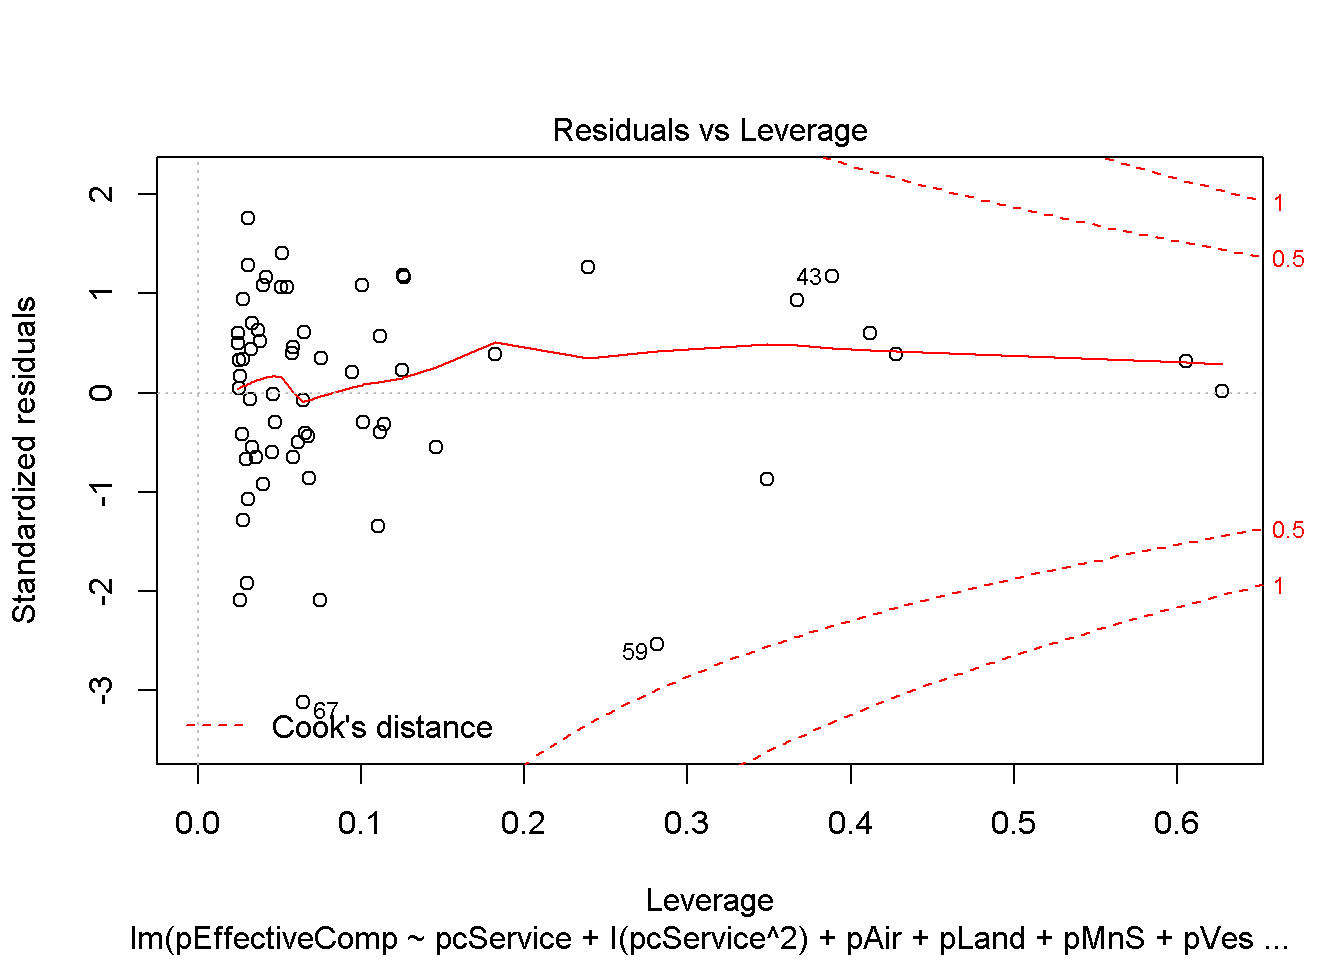 Residuals vs Leverage
Standardized residuals
2
1
0
-1
-2
-3
1
0.5
0.5
1
43
59
67
Cook's distance
0.0 0.1 0.2 0.3 0.4 0.5 0.6
Leverage
lm(pEffectiveComp ~ pcService + I(pcService^2) + pAir + pLand + pMnS + pVes ...